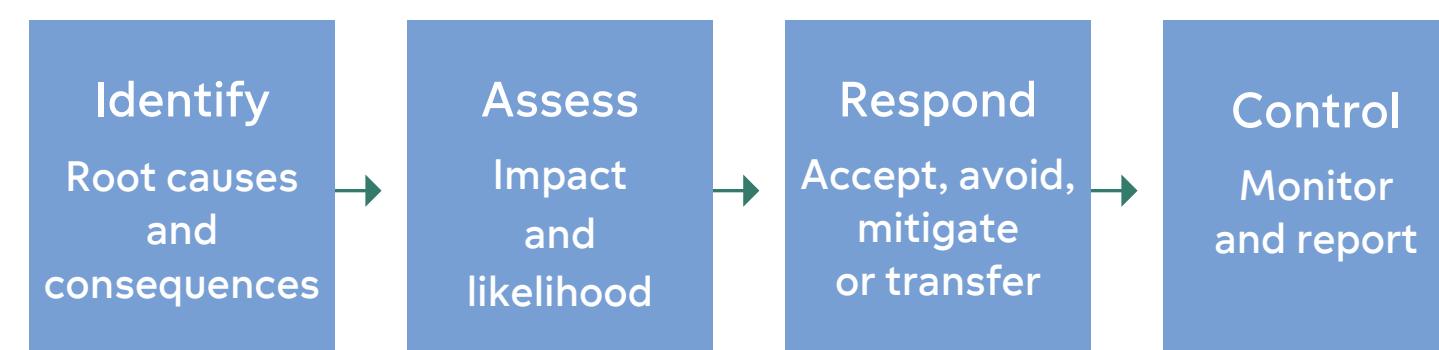 Identify
Root causes
and
consequences
Assess
Impact
and
likelihood
Respond
Accept, avoid,
mitigate
or transfer
Control
Monitor
and report